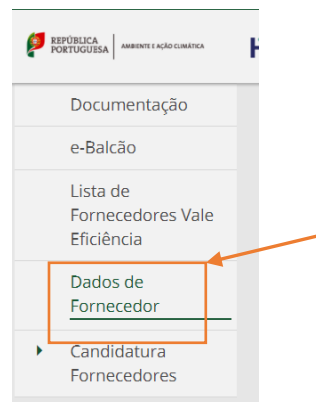 REPÚBLICA
PORTUGUESA
AMBIENTE E AÇÃO CLIMÁTICA
Documentação
e-Balcão
Lista de
Fornecedores Vale
Eficiência
Dados de
Fornecedor
Candidatura
Fornecedores